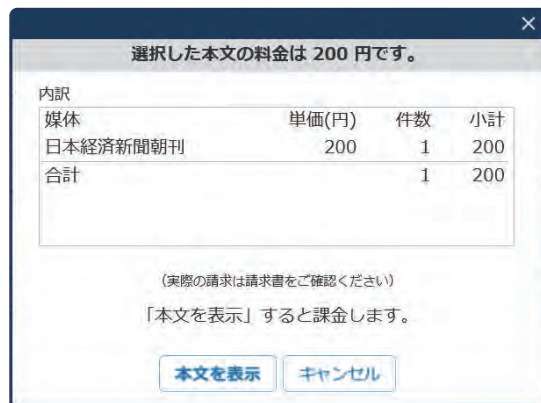 選択した本文の料金は 200 円です。
内訳
媒体 単価(円) 件数 小計
日本経済新聞朝刊 200 1 200
合計 1 200
（実際の請求は請求書をご確認ください）
「本文を表示」すると課金します。
本文を表示 キャンセル